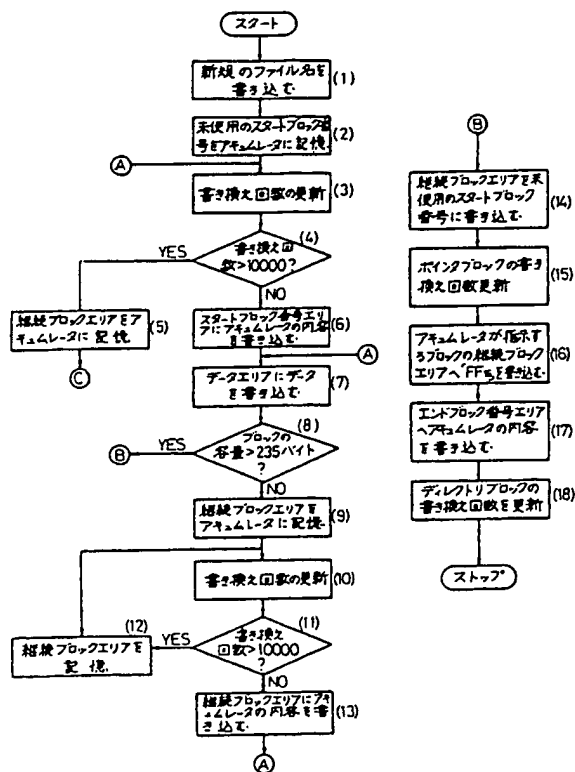 スタート
新規のファイル名を
書き込む
(1)
未使用のスタートブロック番
号をアキュムレータに記憶.
(2)
A
書き換え回数の更新
(3)
(4)
書き換え回
数>10000?
YES
NO
継続ブロックエリアをア
キュムレータに記憶.
(5)
C
スタートブロック番号エリ
アにアキュムレータの内容
を書き込む
(6)
A
データエリアにデータ
を書き込む
(7)
(8)
ブロックの
容量>235バイト
?
YES
B
NO
継続ブロックエリアを
アキュムレータに記憶.
(9)
書き換え回数の更新
(10)
(11)
書き換え
回数>10000
?
YES
(12)
継続ブロックエリアを
記憶.
NO
継続ブロックエリアにアキ
ュムレータの内容を書き
込む.
(13)
A
B
継続ブロックエリアを未
使用のスタートブロック
番号に書き込む
(14)
ポインタブロックの書き
換え回数更新
(15)
アキュムレータが指示す
るブロックの継続ブロック
エリアへ"FF"を書き込む
(16)
エンドブロック番号エリア
へアキュムレータの内容
を書き込む
(17)
ディレクトリブロックの
書き換え回数を更新
(18)
ストップ